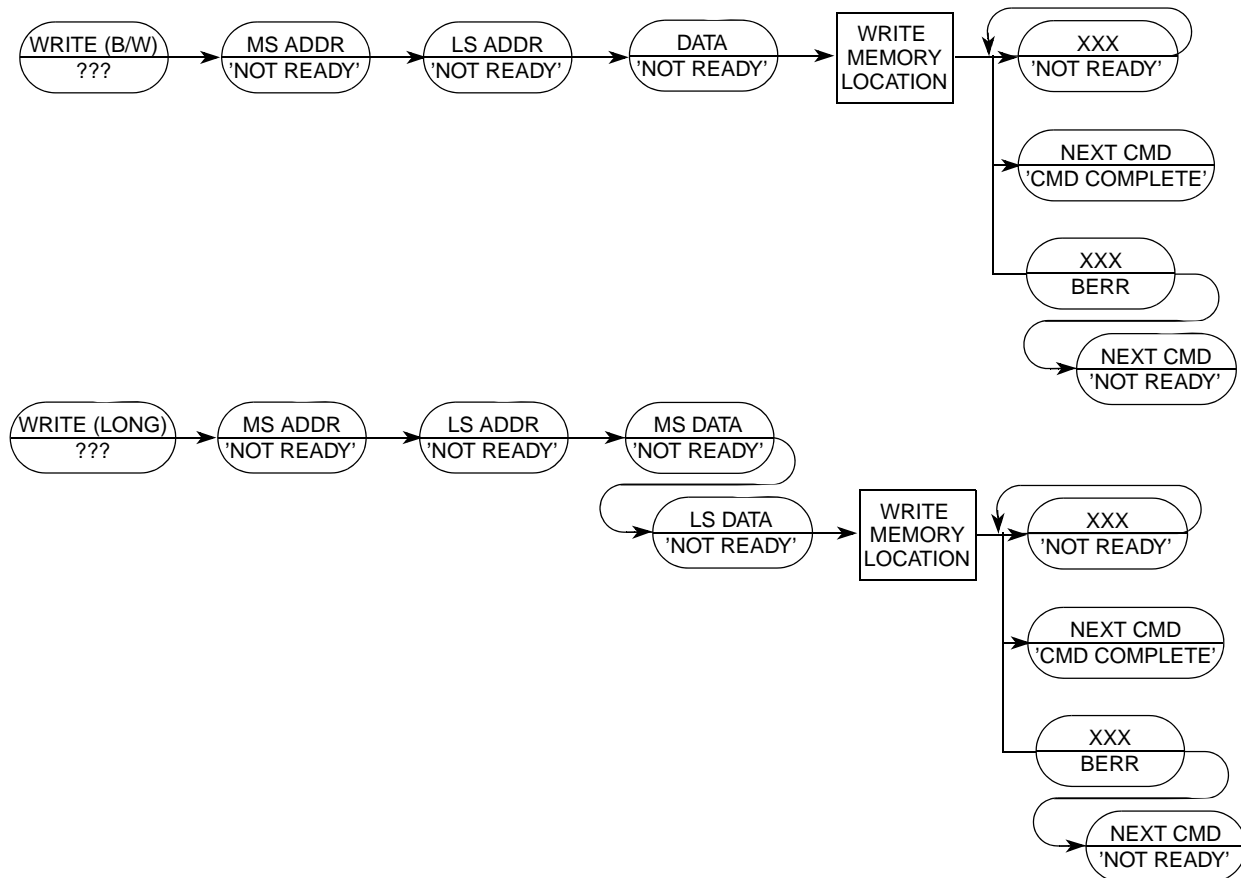 WRITE (B/W)
???
MS ADDR
'NOT READY'
LS ADDR
'NOT READY'
DATA
'NOT READY'
WRITE
MEMORY
LOCATION
XXX
'NOT READY'
NEXT CMD
'CMD COMPLETE'
XXX
BERR
NEXT CMD
'NOT READY'
WRITE (LONG)
???
MS ADDR
'NOT READY'
LS ADDR
'NOT READY'
MS DATA
'NOT READY'
LS DATA
'NOT READY'
WRITE
MEMORY
LOCATION
XXX
'NOT READY'
NEXT CMD
'CMD COMPLETE'
XXX
BERR
NEXT CMD
'NOT READY'